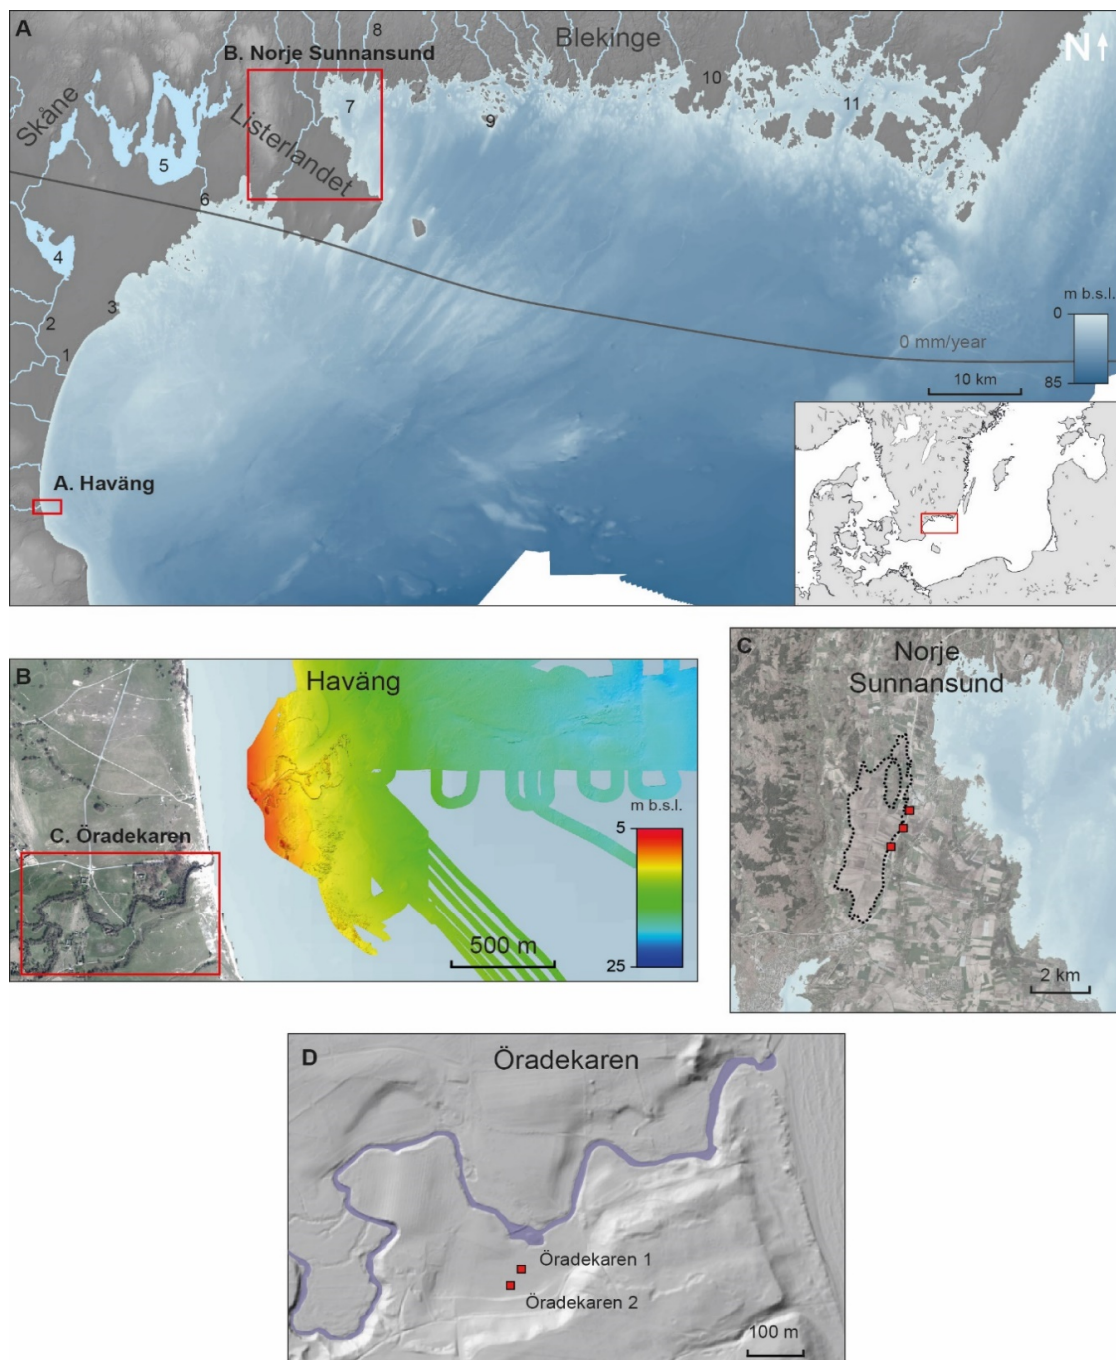 A
8
Blekinge
N
B. Norje Sunnansund
Skåne
7
10
11
9
Listerlandet
5
6
4
3
2
1
m b.s.l.
0
85
0 mm/year
10 km
A. Haväng
B
Haväng
C. Öradekaren
m b.s.l.
5
25
500 m
C
Norje
Sunnansund
2 km
D
Öradekaren
Öradekaren 1
Öradekaren 2
100 m